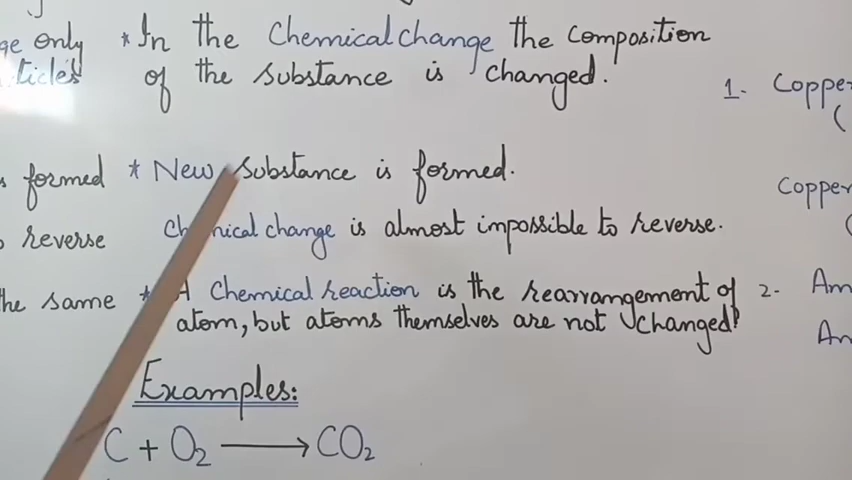 ge only
ticles
* In the Chemical change the composition
of the substance is changed.
s formed
* New substance is formed.
reverse
Chemical change is almost impossible to reverse.
the same
* A Chemical reaction is the rearrangement of
atom, but atoms themselves are not changed
Examples:
C + O₂ ⟶ CO₂
1. Coppe
(
Copper
(
2. Am
Am